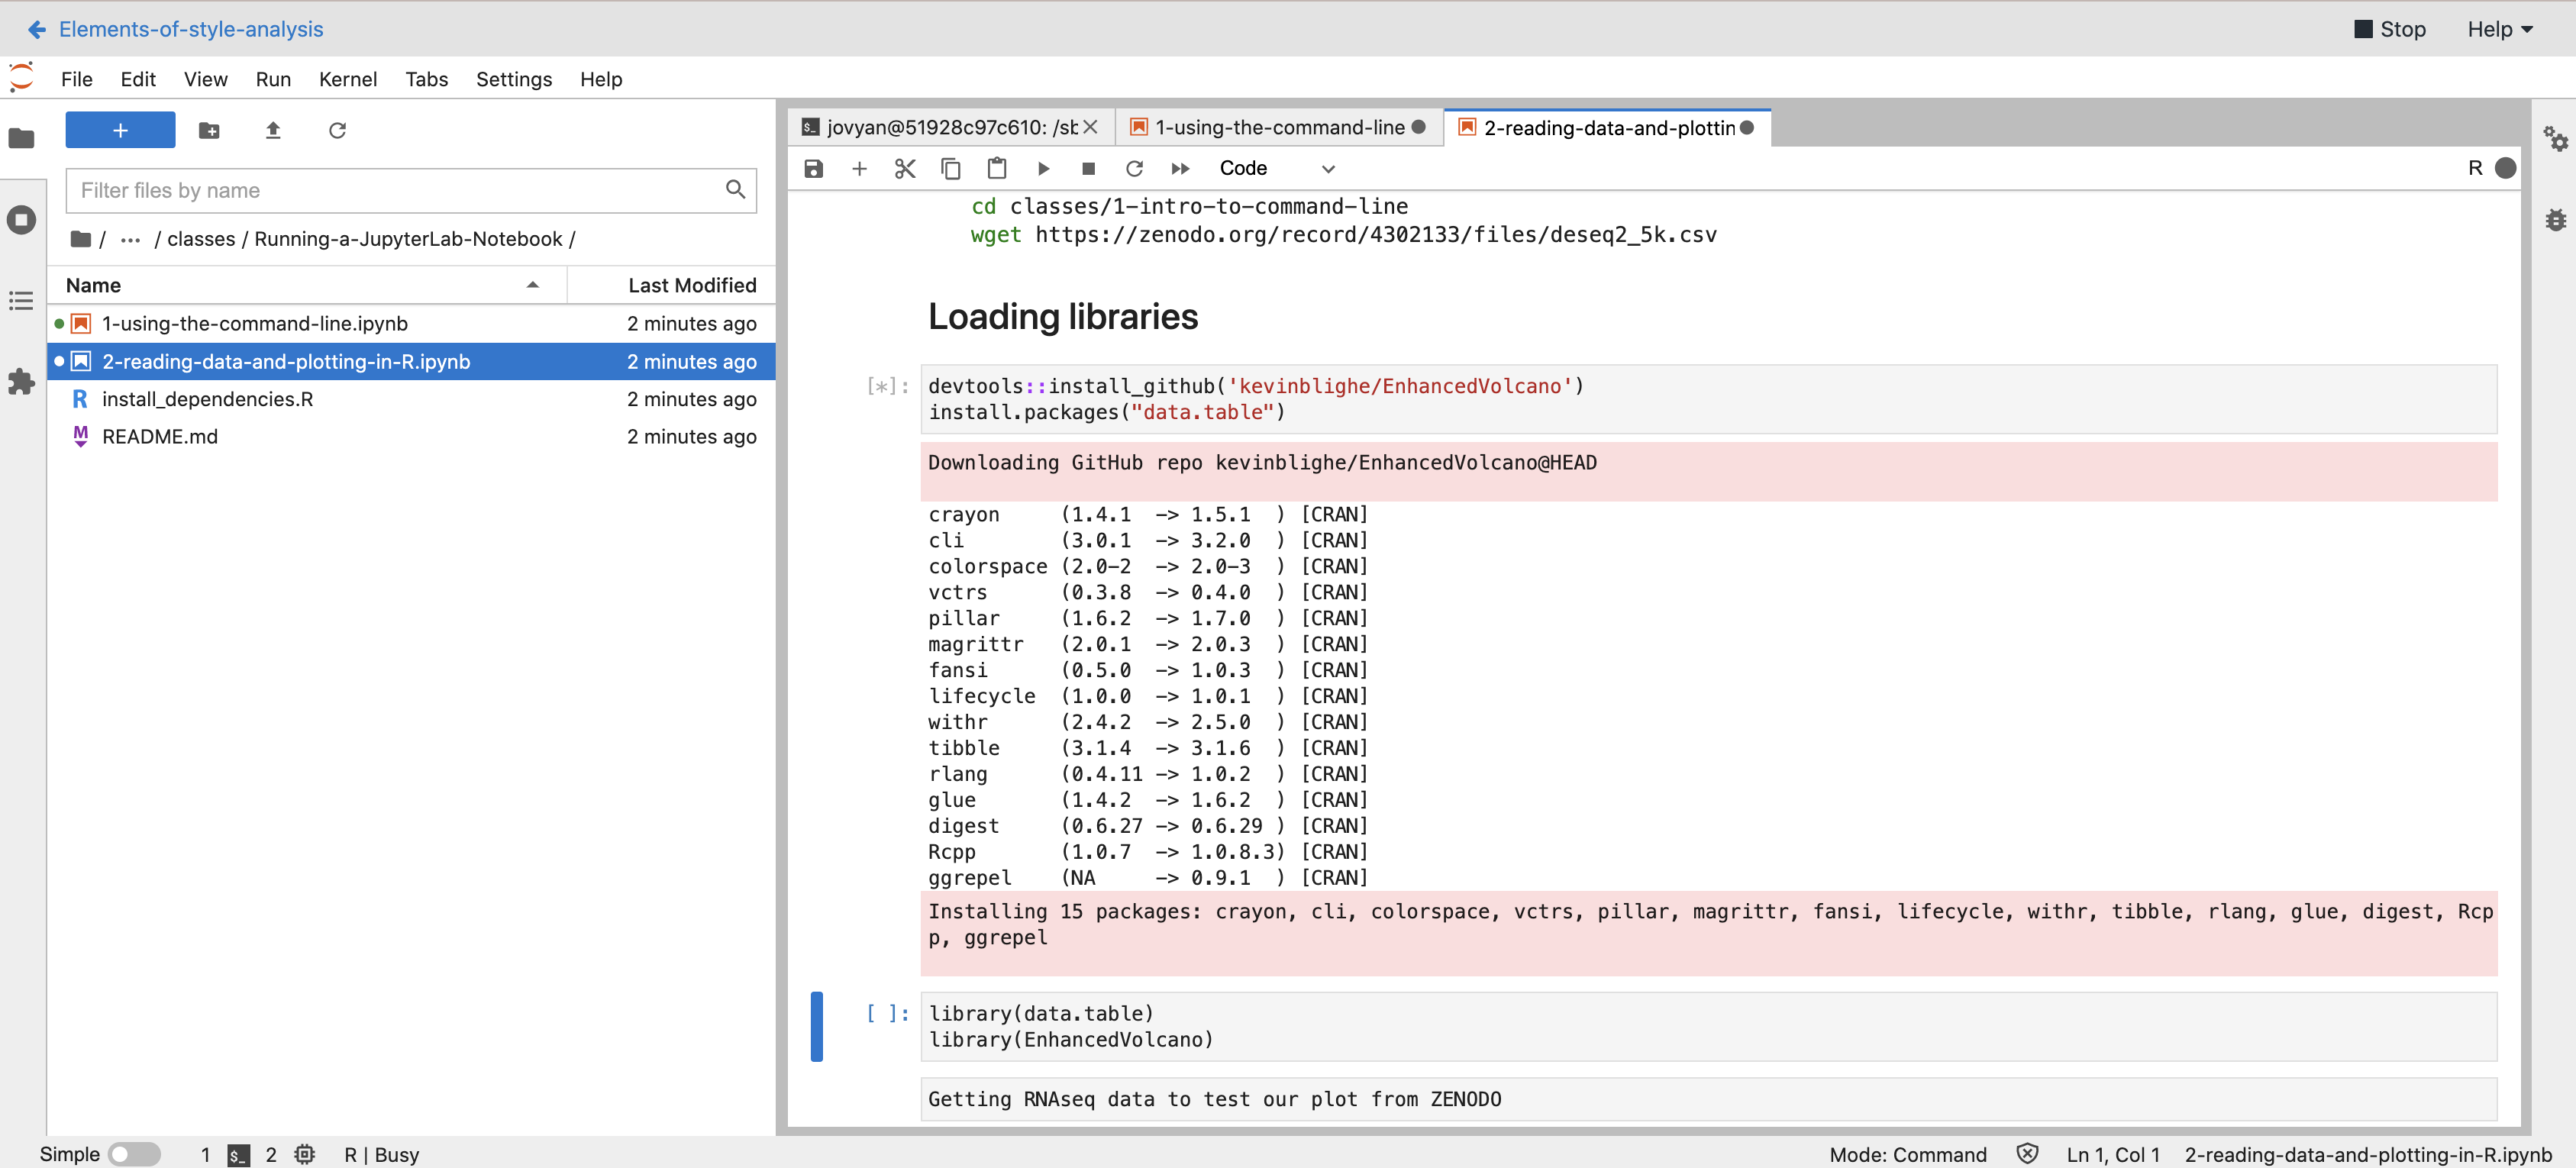 Elements-of-style-analysis
Stop
Help
File Edit View Run Kernel Tabs Settings Help
+
Filter files by name
/ ... / classes / Running-a-JupyterLab-Notebook /
Name Last Modified
1-using-the-command-line.ipynb 2 minutes ago
2-reading-data-and-plotting-in-R.ipynb 2 minutes ago
R install_dependencies.R 2 minutes ago
M README.md 2 minutes ago
$_ jovyan@51928c97c610: /sb
1-using-the-command-line
2-reading-data-and-plottin
Code
R
cd classes/1-intro-to-command-line
wget https://zenodo.org/record/4302133/files/deseq2_5k.csv
Loading libraries
[*]: devtools::install_github('kevinblighe/EnhancedVolcano')
install.packages("data.table")
Downloading GitHub repo kevinblighe/EnhancedVolcano@HEAD
crayon (1.4.1 -> 1.5.1 ) [CRAN]
cli (3.0.1 -> 3.2.0 ) [CRAN]
colorspace (2.0-2 -> 2.0-3 ) [CRAN]
vctrs (0.3.8 -> 0.4.0 ) [CRAN]
pillar (1.6.2 -> 1.7.0 ) [CRAN]
magrittr (2.0.1 -> 2.0.3 ) [CRAN]
fansi (0.5.0 -> 1.0.3 ) [CRAN]
lifecycle (1.0.0 -> 1.0.1 ) [CRAN]
withr (2.4.2 -> 2.5.0 ) [CRAN]
tibble (3.1.4 -> 3.1.6 ) [CRAN]
rlang (0.4.11 -> 1.0.2 ) [CRAN]
glue (1.4.2 -> 1.6.2 ) [CRAN]
digest (0.6.27 -> 0.6.29 ) [CRAN]
Rcpp (1.0.7 -> 1.0.8.3) [CRAN]
ggrepel (NA -> 0.9.1 ) [CRAN]
Installing 15 packages: crayon, cli, colorspace, vctrs, pillar, magrittr, fansi, lifecycle, withr, tibble, rlang, glue, digest, Rcp
p, ggrepel
[ ]: library(data.table)
library(EnhancedVolcano)
Getting RNAseq data to test our plot from ZENODO
Simple 1 $_ 2 R | Busy
Mode: Command Ln 1, Col 1 2-reading-data-and-plotting-in-R.ipynb